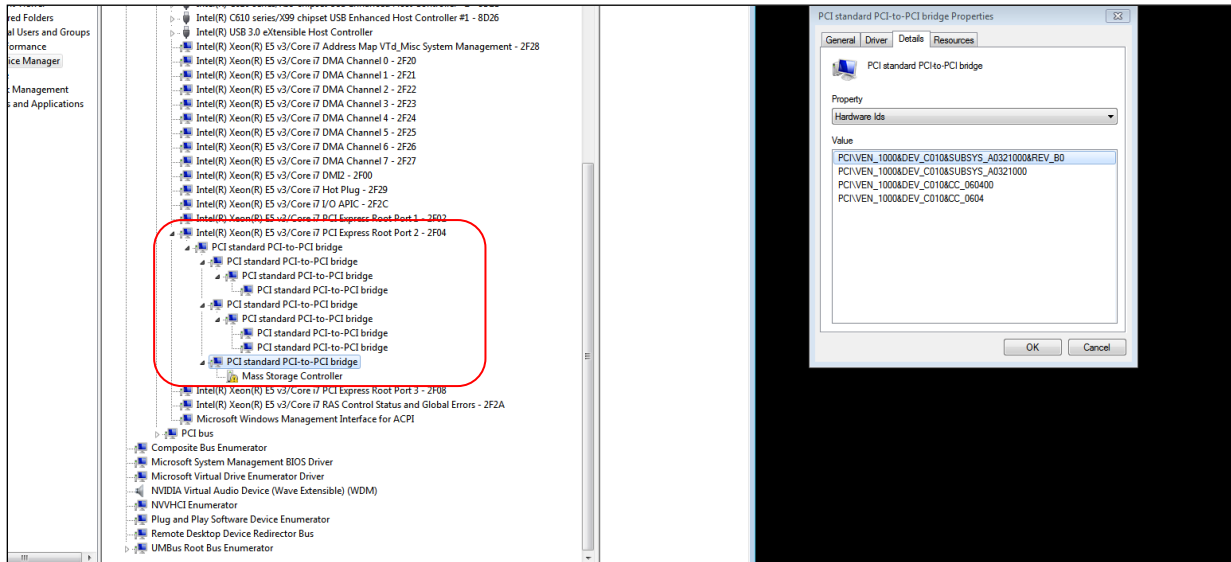 red Folders
al Users and Groups
ormance
ice Manager
Management
s and Applications
Intel(R) C610 series/X99 chipset USB Enhanced Host Controller #1 - 8D26
Intel(R) USB 3.0 eXtensible Host Controller
Intel(R) Xeon(R) E5 v3/Core i7 Address Map VTd_Misc System Management - 2F28
Intel(R) Xeon(R) E5 v3/Core i7 DMA Channel 0 - 2F20
Intel(R) Xeon(R) E5 v3/Core i7 DMA Channel 1 - 2F21
Intel(R) Xeon(R) E5 v3/Core i7 DMA Channel 2 - 2F22
Intel(R) Xeon(R) E5 v3/Core i7 DMA Channel 3 - 2F23
Intel(R) Xeon(R) E5 v3/Core i7 DMA Channel 4 - 2F24
Intel(R) Xeon(R) E5 v3/Core i7 DMA Channel 5 - 2F25
Intel(R) Xeon(R) E5 v3/Core i7 DMA Channel 6 - 2F26
Intel(R) Xeon(R) E5 v3/Core i7 DMA Channel 7 - 2F27
Intel(R) Xeon(R) E5 v3/Core i7 DMI2 - 2F00
Intel(R) Xeon(R) E5 v3/Core i7 Hot Plug - 2F29
Intel(R) Xeon(R) E5 v3/Core i7 I/O APIC - 2F2C
Intel(R) Xeon(R) E5 v3/Core i7 PCI Express Root Port 1 - 2F02
Intel(R) Xeon(R) E5 v3/Core i7 PCI Express Root Port 2 - 2F04
PCI standard PCI-to-PCI bridge
PCI standard PCI-to-PCI bridge
PCI standard PCI-to-PCI bridge
PCI standard PCI-to-PCI bridge
PCI standard PCI-to-PCI bridge
PCI standard PCI-to-PCI bridge
PCI standard PCI-to-PCI bridge
PCI standard PCI-to-PCI bridge
PCI standard PCI-to-PCI bridge
Mass Storage Controller
Intel(R) Xeon(R) E5 v3/Core i7 PCI Express Root Port 3 - 2F08
Intel(R) Xeon(R) E5 v3/Core i7 RAS Control Status and Global Errors - 2F2A
Microsoft Windows Management Interface for ACPI
PCI bus
Composite Bus Enumerator
Microsoft System Management BIOS Driver
Microsoft Virtual Drive Enumerator Driver
NVIDIA Virtual Audio Device (Wave Extensible) (WDM)
NVVHCI Enumerator
Plug and Play Software Device Enumerator
Remote Desktop Device Redirector Bus
UMBus Root Bus Enumerator
PCI standard PCI-to-PCI bridge Properties
General Driver Details Resources
PCI standard PCI-to-PCI bridge
Property
Hardware Ids
Value
PCI\VEN_1000&DEV_C010&SUBSYS_A0321000&REV_B0
PCI\VEN_1000&DEV_C010&SUBSYS_A0321000
PCI\VEN_1000&DEV_C010&CC_060400
PCI\VEN_1000&DEV_C010&CC_0604
OK Cancel